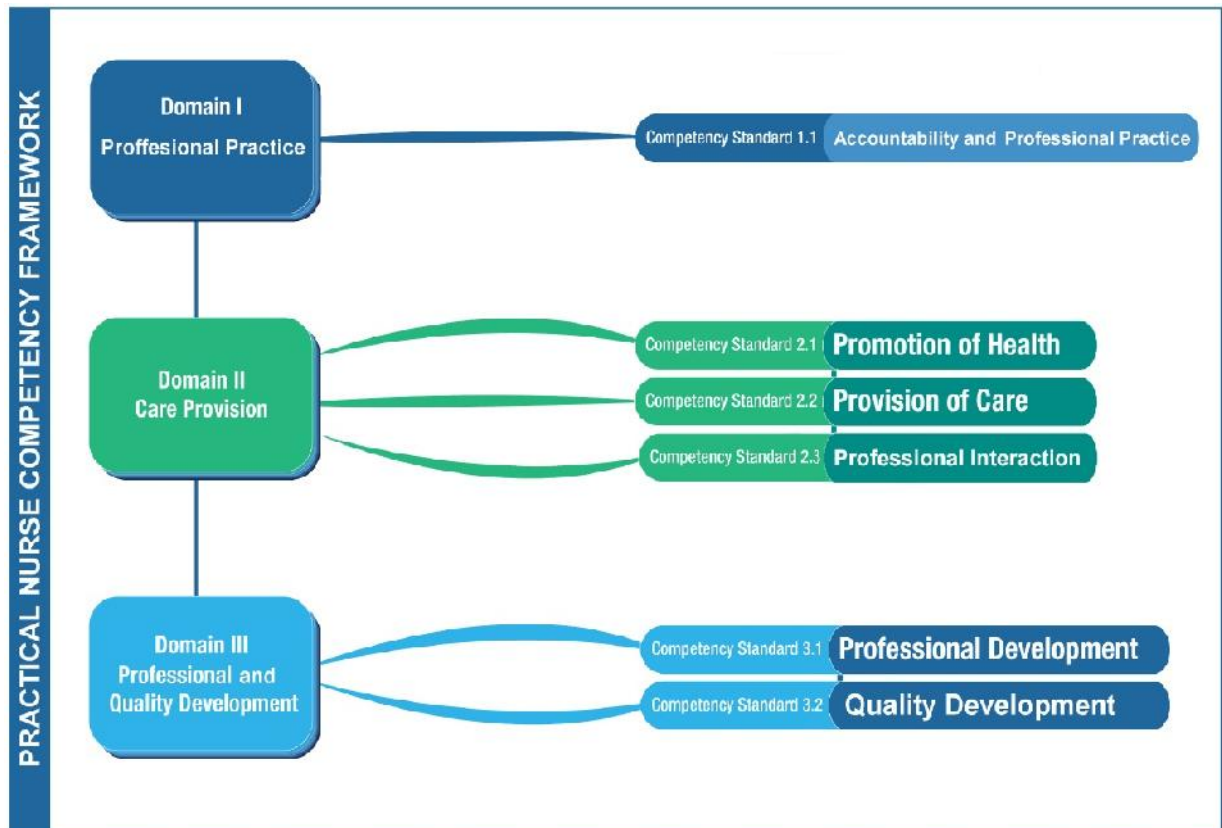 PRACTICAL NURSE COMPETENCY FRAMEWORK
Domain I
Proffesional Practice
Competency Standard 1.1 Accountability and Professional Practice
Domain II
Care Provision
Competency Standard 2.1 Promotion of Health
Competency Standard 2.2 Provision of Care
Competency Standard 2.3 Professional Interaction
Domain III
Professional and
Quality Development
Competency Standard 3.1 Professional Development
Competency Standard 3.2 Quality Development